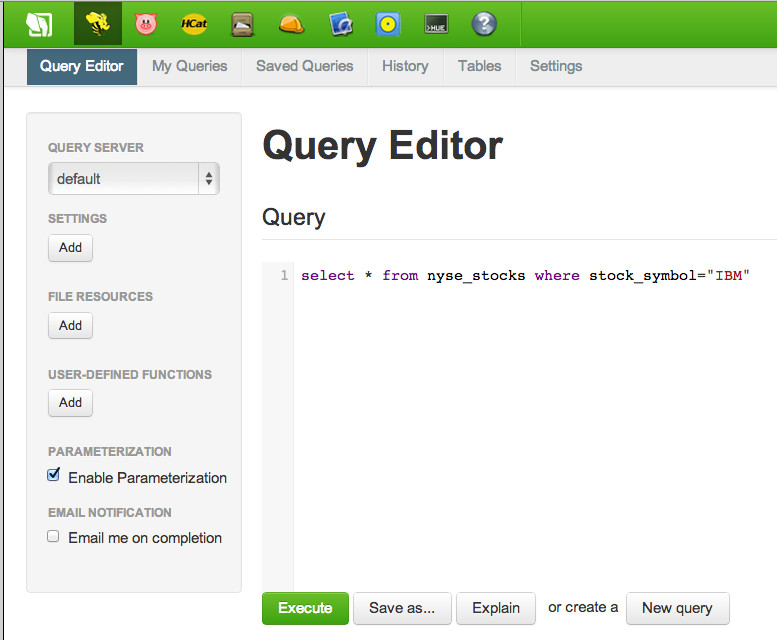 HCat
>HUE
?
Query Editor My Queries Saved Queries History Tables Settings
QUERY SERVER
default
SETTINGS
Add
FILE RESOURCES
Add
USER-DEFINED FUNCTIONS
Add
PARAMETERIZATION
Enable Parameterization
EMAIL NOTIFICATION
Email me on completion
Query Editor
Query
1 select * from nyse_stocks where stock_symbol="IBM"
Execute Save as... Explain or create a New query